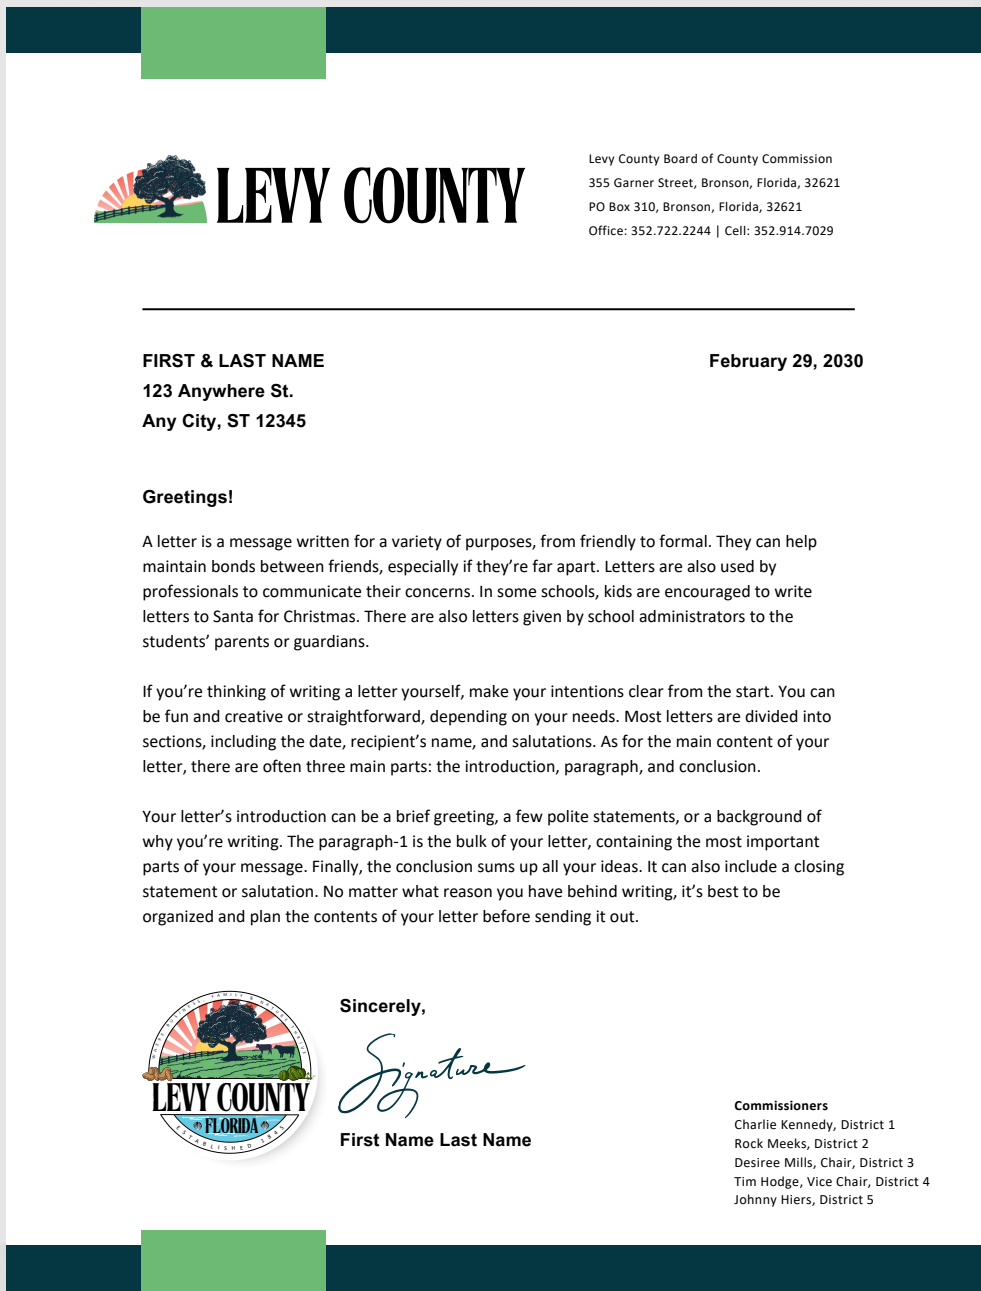 LEVY COUNTY
Levy County Board of County Commission
355 Garner Street, Bronson, Florida, 32621
PO Box 310, Bronson, Florida, 32621
Office: 352.722.2244 | Cell: 352.914.7029
FIRST & LAST NAME
February 29, 2030
123 Anywhere St.
Any City, ST 12345
Greetings!
A letter is a message written for a variety of purposes, from friendly to formal. They can help
maintain bonds between friends, especially if they’re far apart. Letters are also used by
professionals to communicate their concerns. In some schools, kids are encouraged to write
letters to Santa for Christmas. There are also letters given by school administrators to the
students’ parents or guardians.
If you’re thinking of writing a letter yourself, make your intentions clear from the start. You can
be fun and creative or straightforward, depending on your needs. Most letters are divided into
sections, including the date, recipient’s name, and salutations. As for the main content of your
letter, there are often three main parts: the introduction, paragraph, and conclusion.
Your letter’s introduction can be a brief greeting, a few polite statements, or a background of
why you’re writing. The paragraph-1 is the bulk of your letter, containing the most important
parts of your message. Finally, the conclusion sums up all your ideas. It can also include a closing
statement or salutation. No matter what reason you have behind writing, it’s best to be
organized and plan the contents of your letter before sending it out.
WHERE BUSINESS, FAMILY & NATURE THRIVE
LEVY COUNTY
FLORIDA
ESTABLISHED 1845
Sincerely,
Signature
First Name Last Name
Commissioners
Charlie Kennedy, District 1
Rock Meeks, District 2
Desiree Mills, Chair, District 3
Tim Hodge, Vice Chair, District 4
Johnny Hiers, District 5